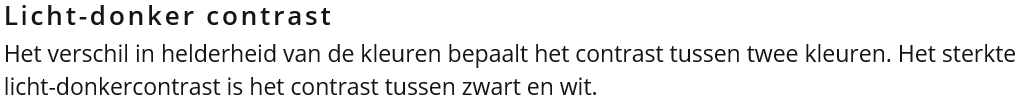 Licht-donker contrast
Het verschil in helderheid van de kleuren bepaalt het contrast tussen twee kleuren. Het sterkte
licht-donkercontrast is het contrast tussen zwart en wit.